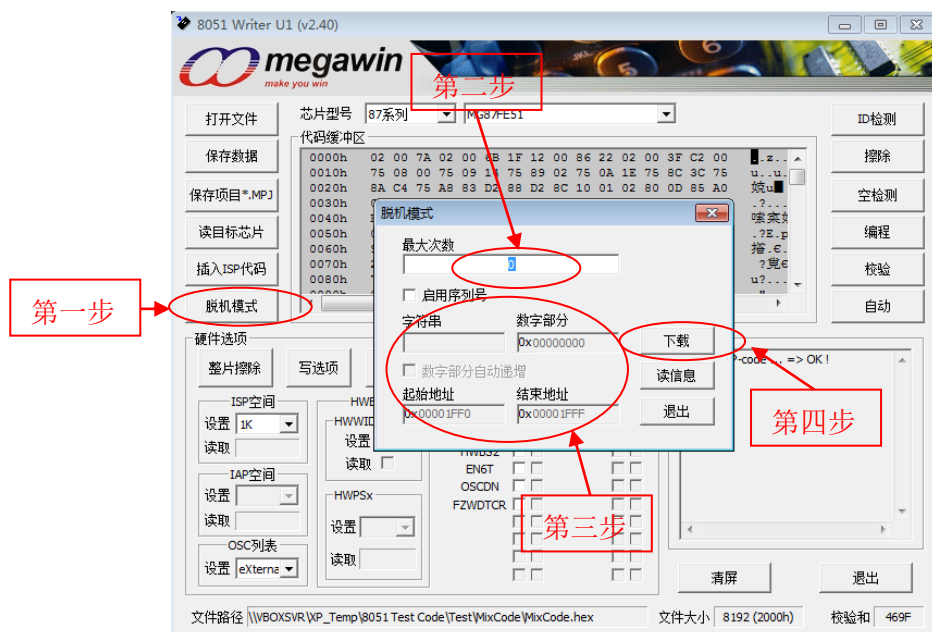 8051 Writer U1 (v2.40)
megawin
make you win
第二步
打开文件
芯片型号 87系列 MG87FE51
ID检测
代码缓冲区
保存数据
0000h 02 00 7A 02 00 6B 1F 12 00 86 22 02 00 3F C2 00
擦除
0010h 75 08 00 75 09 14 75 89 02 75 0A 1E 75 8C 3C 75
保存项目*.MPJ
0020h 8A C4 75 A8 83 D2 88 D2 8C 10 01 02 80 0D 85 A0
空检测
0030h
脱机模式
0040h
读目标芯片
0050h
编程
0060h
最大次数
0
插入ISP代码
0070h
校验
0080h
启用序列号
第一步
脱机模式
自动
字符串 数字部分
0x00000000
下载
硬件选项
P-code ... => OK !
整片擦除
写选项
数字部分自动递增
读信息
起始地址 结束地址
0x00001FF0 0x00001FFF
退出
第四步
ISP空间
设置 1K
读取
设置
读取
EN6T
OSCDN
FZWDTCR
IAP空间
设置
读取
HWPSx
设置
读取
第三步
OSC列表
设置 eXterna
清屏
退出
文件路径 \\VBOXSVR\XP_Temp\8051 Test Code\Test\MixCode\MixCode.hex 文件大小 8192 (2000h) 校验和 469F